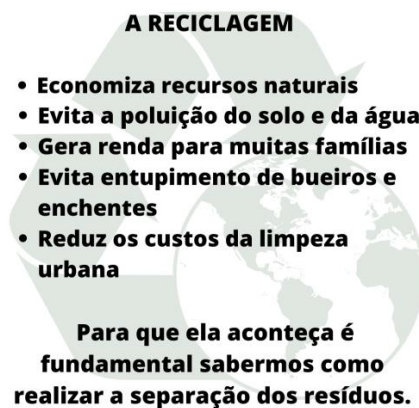 A RECICLAGEM
• Economiza recursos naturais
• Evita a poluição do solo e da água
• Gera renda para muitas famílias
• Evita entupimento de bueiros e
enchentes
• Reduz os custos da limpeza
urbana
Para que ela aconteça é
fundamental sabermos como
realizar a separação dos resíduos.